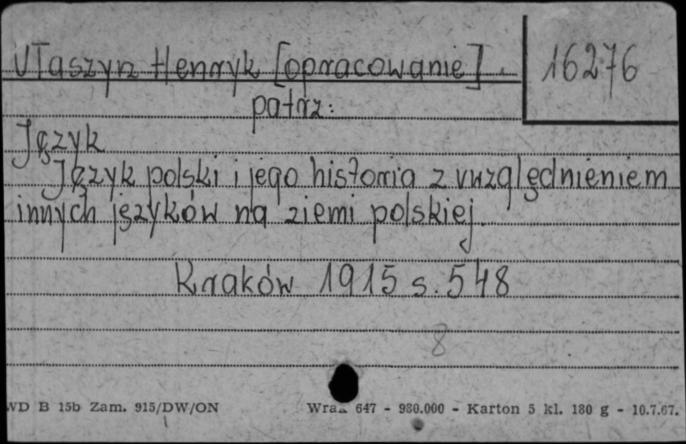 Ułaszyn Henryk [opracowanie]
16276
patrz:
Język
Język polski i jego historia z uwzględnieniem
innych języków na ziemi polskiej.
Kraków 1915 s. 548
8
WD B 15b Zam. 915/DW/ON
647 - 980.000 - Karton 5 kl. 180 g - 10.7.67.